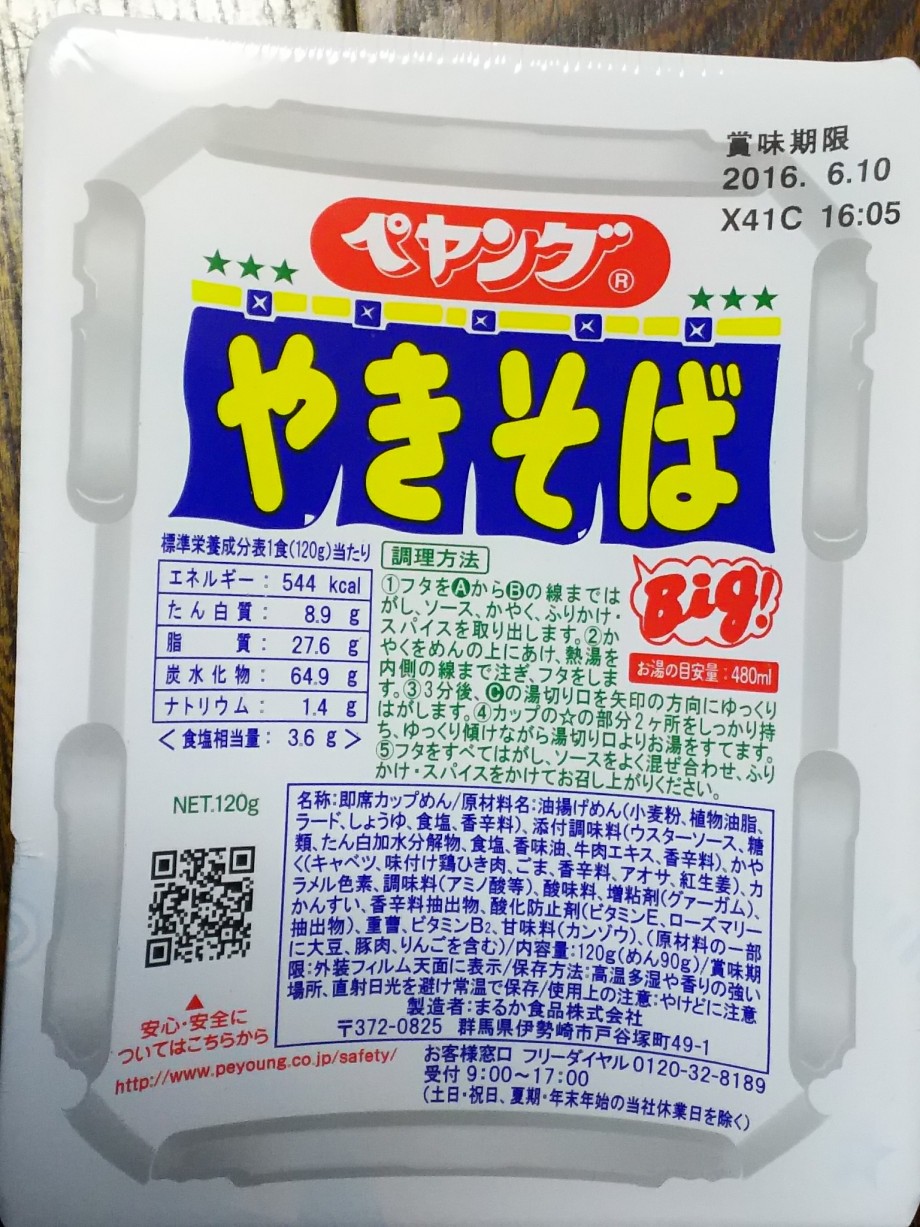 賞味期限
2016. 6.10
X41C 16:05
ペヤング®
やきそば
標準栄養成分表1食(120g)当たり
エネルギー: 544 kcal
たん白質: 8.9 g
脂質: 27.6 g
炭水化物: 64.9 g
ナトリウム: 1.4 g
<食塩相当量: 3.6 g>
調理方法
①フタをAからBの線まではが
がし、ソース、かやく、ふりかけ・
スパイスを取り出します。②か
やくをめんの上にあけ、熱湯を
内側の線まで注ぎ、フタをしま
す。③3分後、Cの湯切り口を矢印の方向にゆっくり
はがします。④カップの☆の部分2ヶ所をしっかり持
ち、ゆっくり傾けながら湯切り口よりお湯をすてます。
⑤フタをすべてはがし、ソースをよく混ぜ合わせ、ふり
かけ・スパイスをかけてお召し上がりください。
Big!
お湯の目安量:480ml
NET.120g
名称:即席カップめん/原材料名:油揚げめん(小麦粉、植物油脂、
ラード、しょうゆ、食塩、香辛料)、添付調味料(ウスターソース、糖
類、たん白加水分解物、食塩、香味油、牛肉エキス、香辛料)、かや
く(キャベツ、味付け鶏ひき肉、ごま、香辛料、アオサ、紅生姜)、カ
ラメル色素、調味料(アミノ酸等)、酸味料、増粘剤(グァーガム)、
かんすい、香辛料抽出物、酸化防止剤(ビタミンE、ローズマリー
抽出物)、重曹、ビタミンB₂、甘味料(カンゾウ)、(原材料の一部
に大豆、豚肉、りんごを含む)/内容量:120g(めん90g)/賞味期
限:外装フィルム天面に表示/保存方法:高温多湿や香りの強い
場所、直射日光を避け常温で保存/使用上の注意:やけどに注意
製造者:まるか食品株式会社
〒372-0825 群馬県伊勢崎市戸谷塚町49-1
安心・安全に
ついてはこちらから
http://www.peyoung.co.jp/safety/
お客様窓口 フリーダイヤル0120-32-8189
受付9:00〜17:00
(土日・祝日、夏期・年末年始の当社休業日を除く)